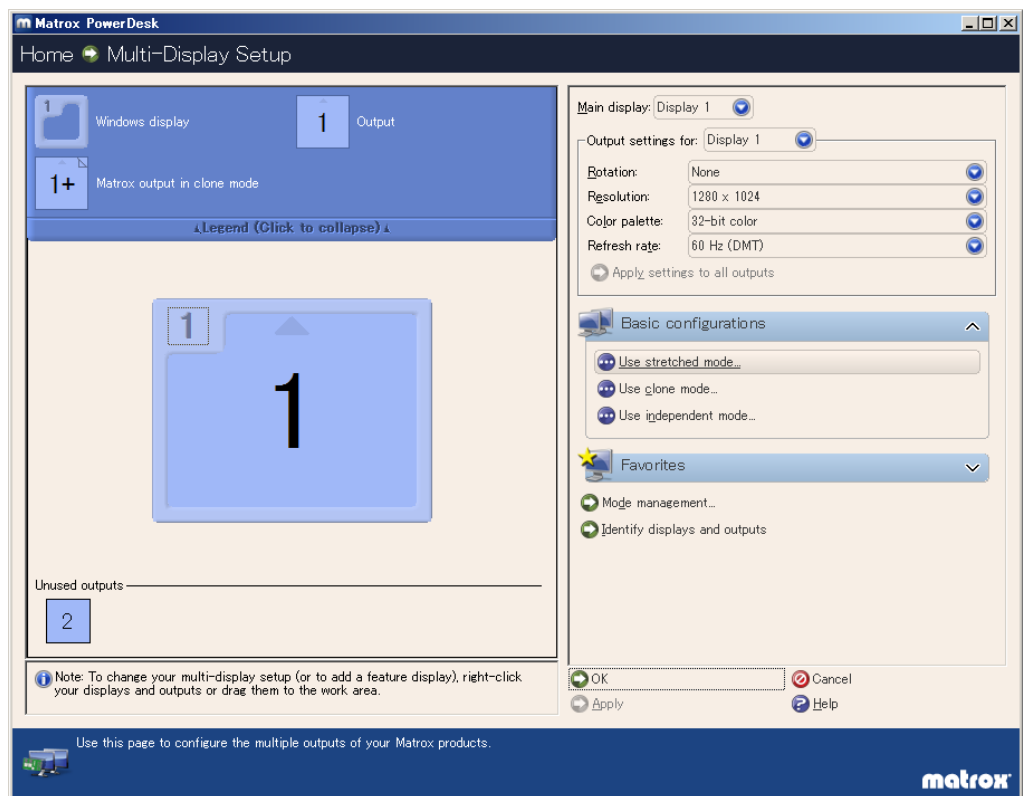 Matrox PowerDesk
Home Multi-Display Setup
1 Windows display
1 Output
1+ Matrox output in clone mode
Legend (Click to collapse)
1
1
Unused outputs
2
Note: To change your multi-display setup (or to add a feature display), right-click
your displays and outputs or drag them to the work area.
Main display: Display 1
Output settings for: Display 1
Rotation: None
Resolution: 1280 x 1024
Color palette: 32-bit color
Refresh rate: 60 Hz (DMT)
Apply settings to all outputs
Basic configurations
Use stretched mode...
Use clone mode...
Use independent mode...
Favorites
Mode management...
Identify displays and outputs
OK Cancel
Apply Help
Use this page to configure the multiple outputs of your Matrox products.
matrox